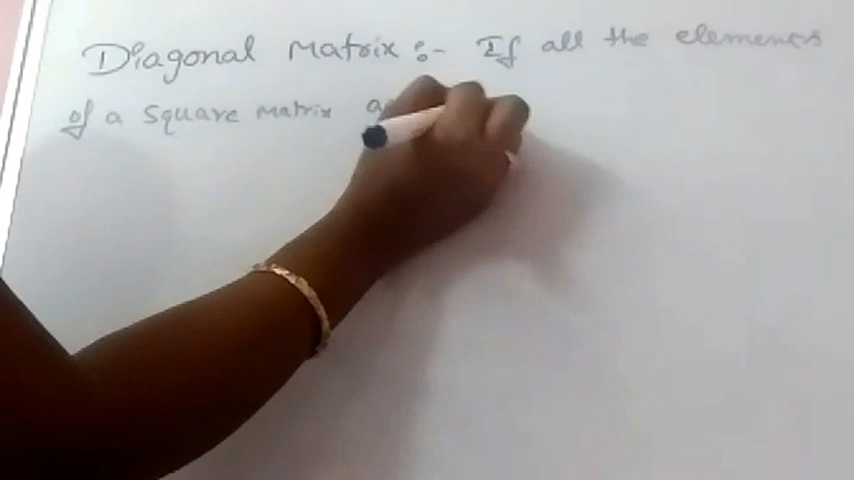 Diagonal Matrix :- If all the elements
of a square matrix